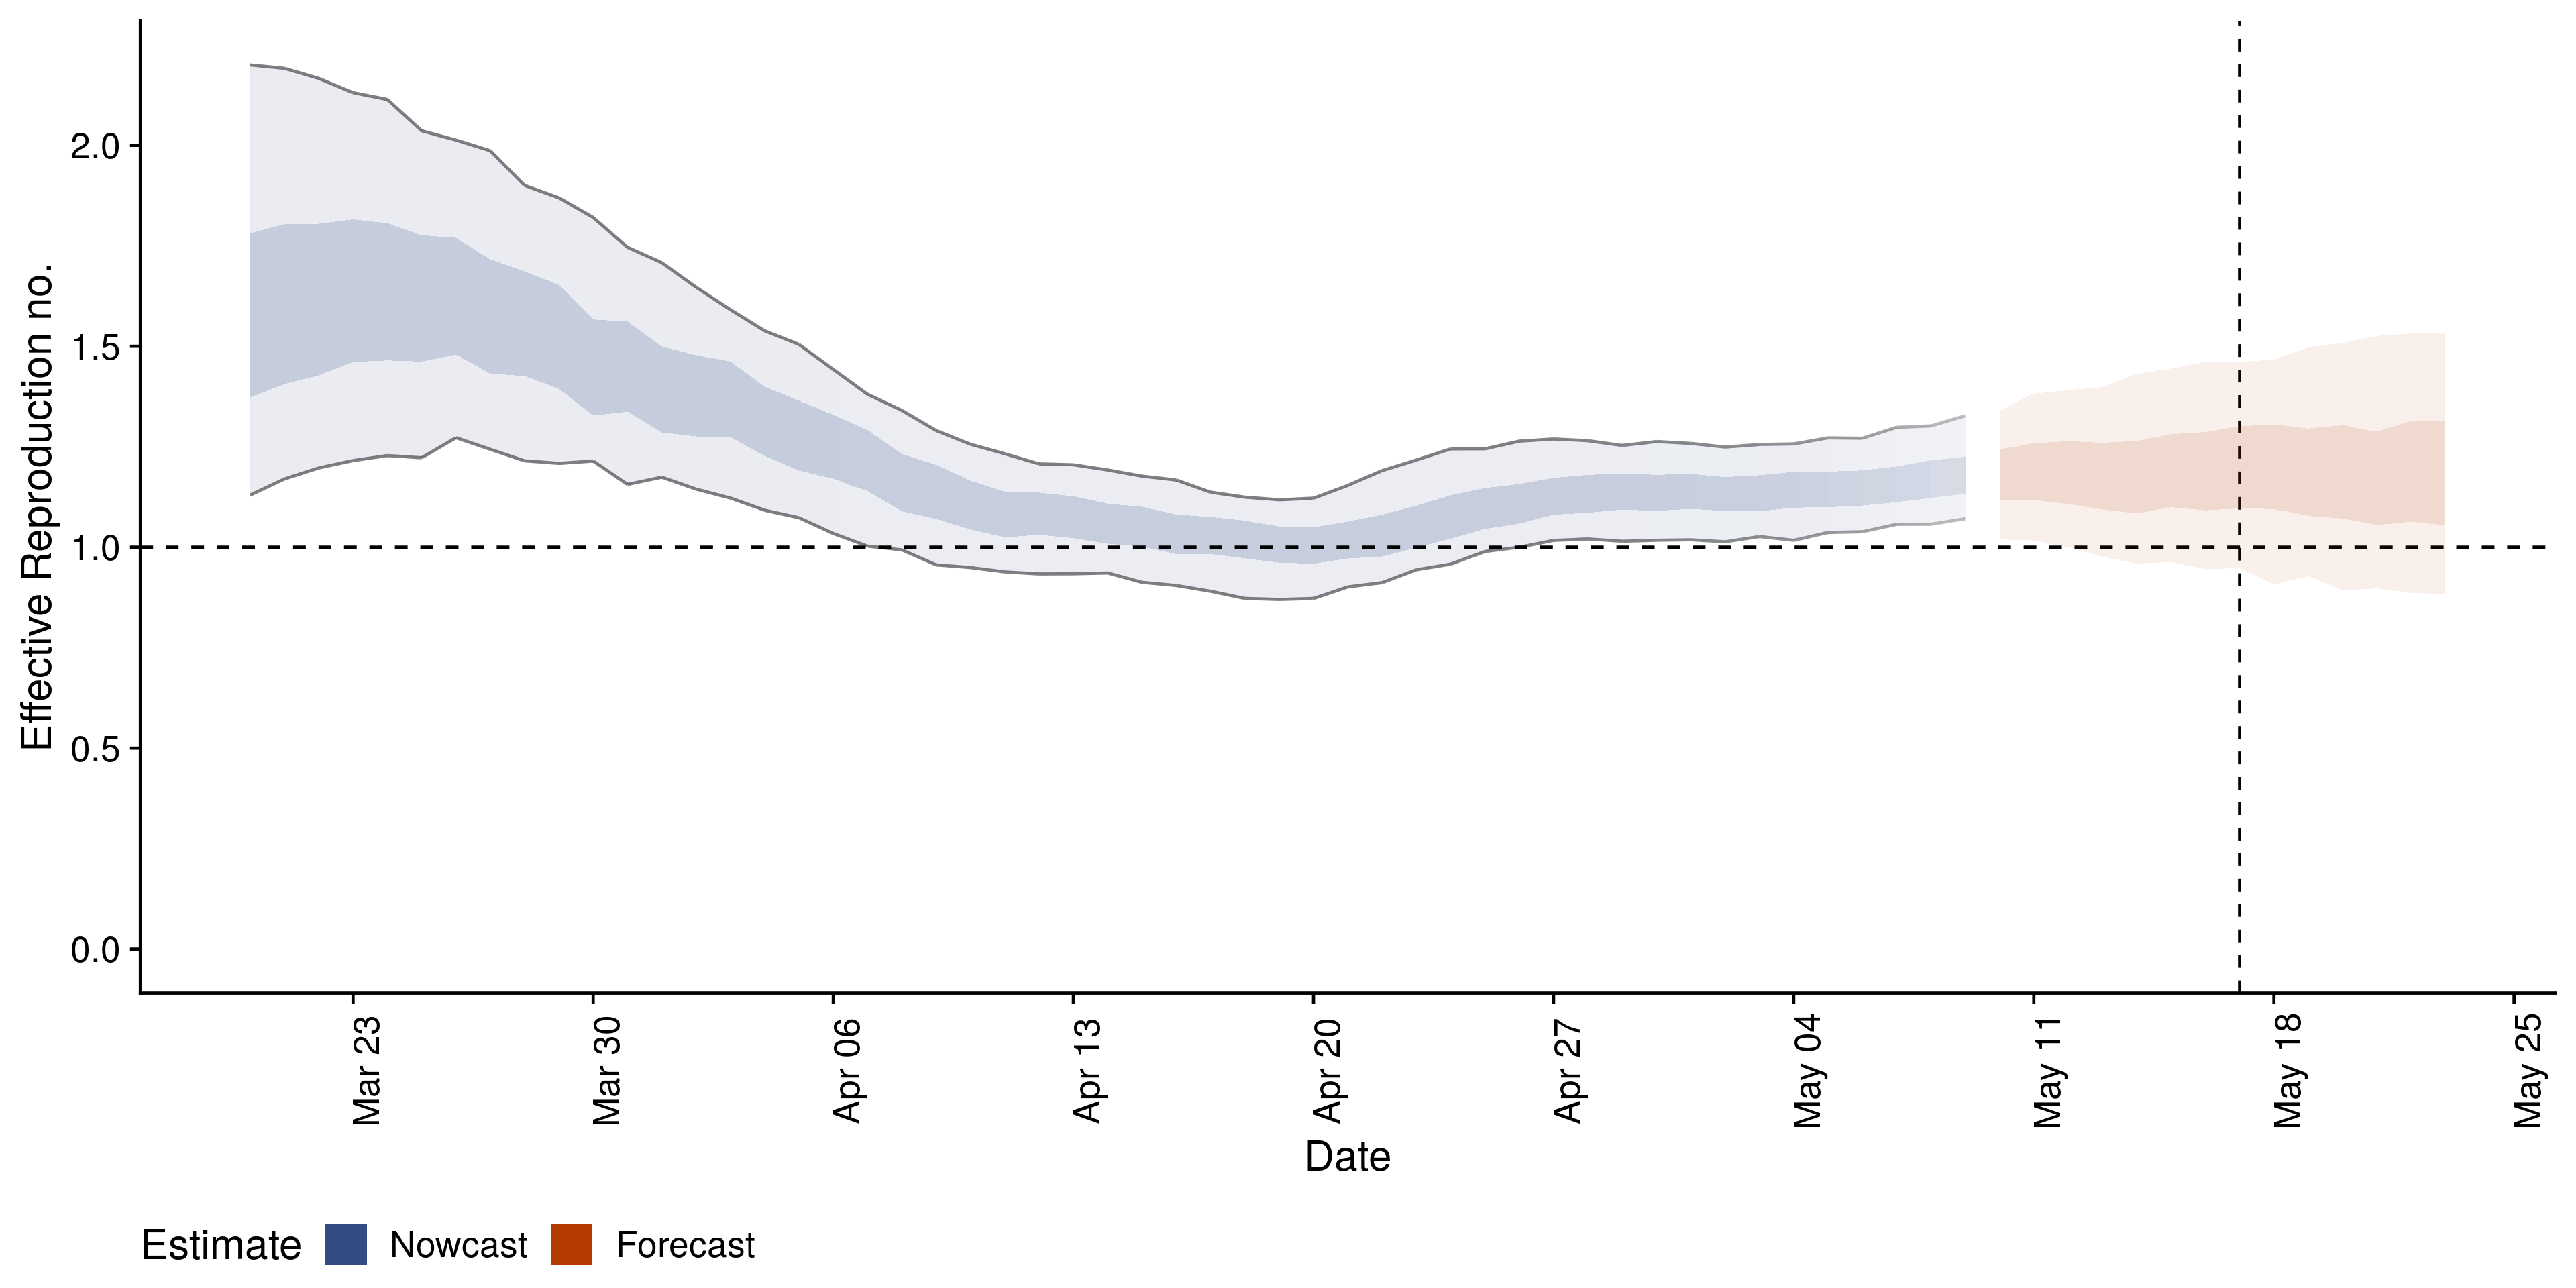 Effective Reproduction no.
2.0
1.5
1.0
0.5
0.0
Mar 23
Mar 30
Apr 06
Apr 13
Apr 20
Apr 27
May 04
May 11
May 18
May 25
Date
Estimate Nowcast Forecast